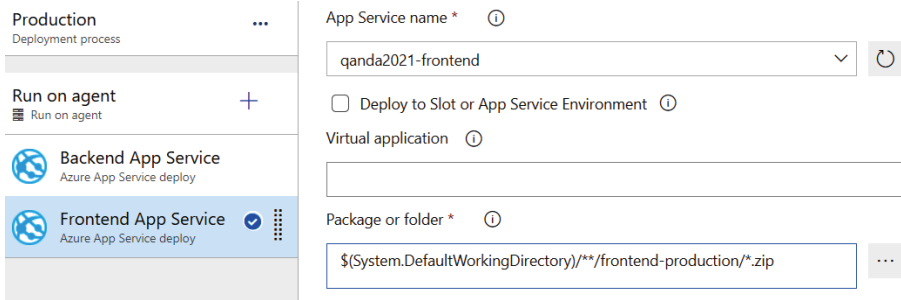 Production
Deployment process
Run on agent
Run on agent
Backend App Service
Azure App Service deploy
Frontend App Service
Azure App Service deploy
App Service name *
qanda2021-frontend
Deploy to Slot or App Service Environment
Virtual application
Package or folder *
$(System.DefaultWorkingDirectory)/**/frontend-production/*.zip